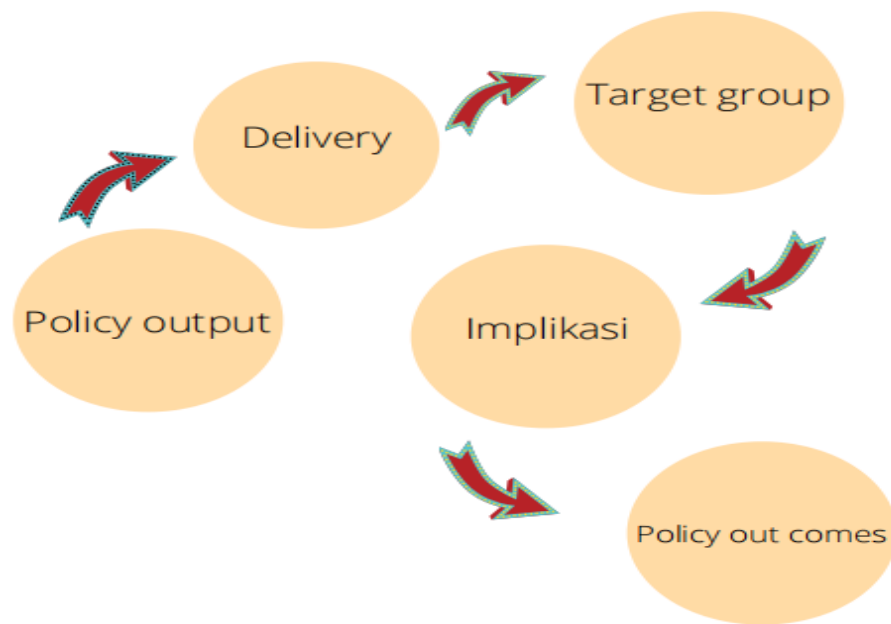 Policy output
Delivery
Target group
Implikasi
Policy out comes